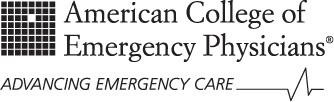 American College of
Emergency Physicians®
ADVANCING EMERGENCY CARE